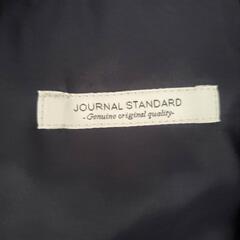 JOURNAL STANDARD
-Genuine original quality-